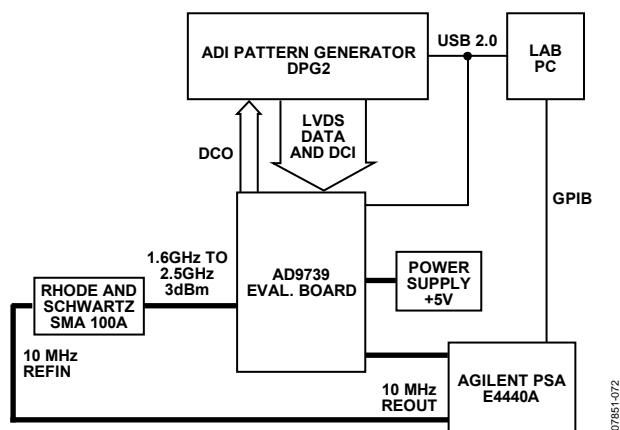 ADI PATTERN GENERATOR
DPG2
USB 2.0
LAB
PC
DCO
LVDS
DATA
AND DCI
GPIB
1.6GHz TO
2.5GHz
3dBm
AD9739
EVAL. BOARD
POWER
SUPPLY
+5V
RHODE AND
SCHWARTZ
SMA 100A
10 MHz
REFIN
10 MHz
REOUT
AGILENT PSA
E4440A
07851-072